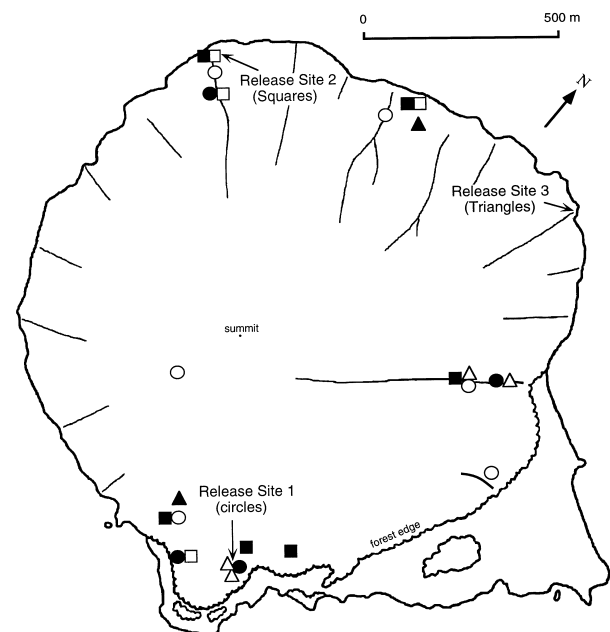 0
500 m
N
Release Site 2
(Squares)
Release Site 3
(Triangles)
summit
Release Site 1
(circles)
forest edge